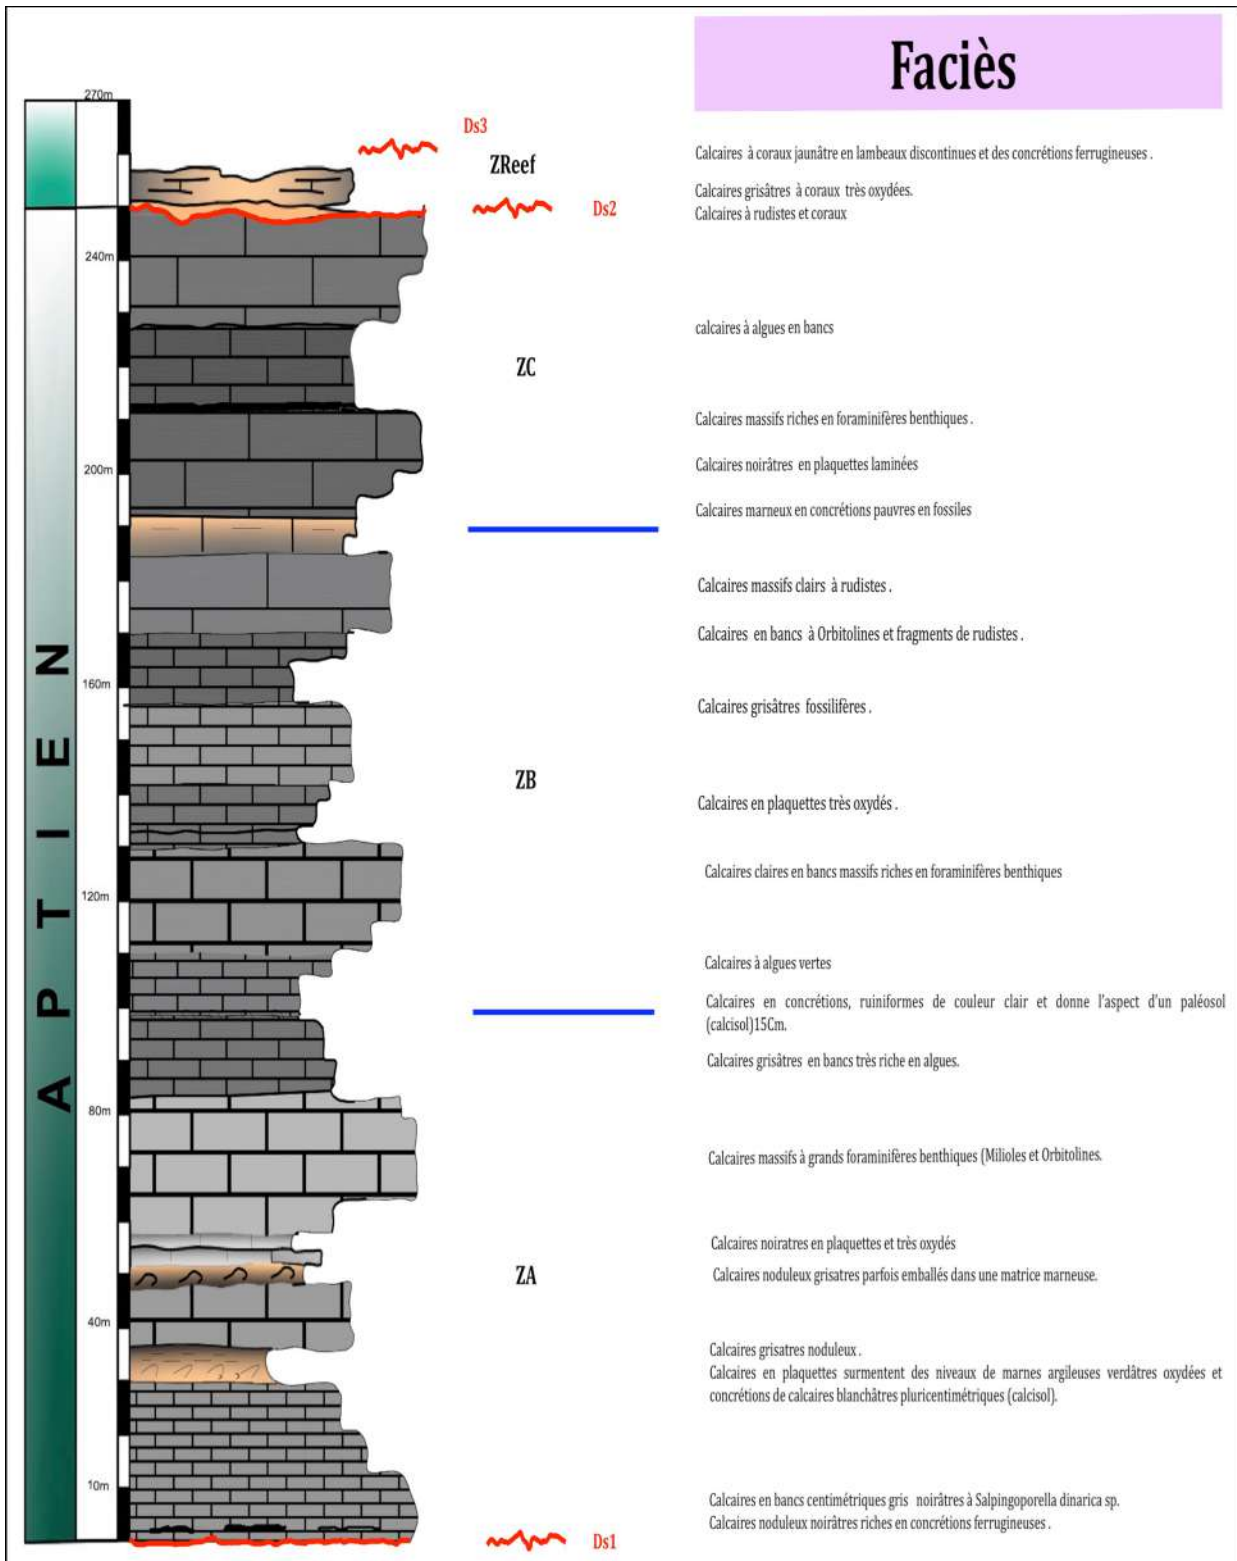 Faciès
270m
Ds3
ZReef
Calcaires à coraux jaunâtre en lambeaux discontinues et des concrétions ferrugineuses .
Calcaires grisâtres à coraux très oxydées.
Ds2
Calcaires à rudistes et coraux
240m
calcaires à algues en bancs
ZC
Calcaires massifs riches en foraminifères benthiques .
200m
Calcaires noirâtres en plaquettes laminées
Calcaires marneux en concrétions pauvres en fossiles
Calcaires massifs clairs à rudistes .
Calcaires en bancs à Orbitolines et fragments de rudistes .
160m
Calcaires grisâtres fossilifères .
ZB
Calcaires en plaquettes très oxydés .
Calcaires claires en bancs massifs riches en foraminifères benthiques
120m
APTIEN
Calcaires à algues vertes
Calcaires en concrétions, ruiniformes de couleur clair et donne l'aspect d'un paléosol
(calcisol)15Cm.
Calcaires grisâtres en bancs très riche en algues.
80m
Calcaires massifs à grands foraminifères benthiques (Milioles et Orbitolines.
Calcaires noiratres en plaquettes et très oxydés
ZA
Calcaires noduleux grisatres parfois emballés dans une matrice marneuse.
40m
Calcaires grisatres noduleux .
Calcaires en plaquettes surmentent des niveaux de marnes argileuses verdâtres oxydées et
concrétions de calcaires blanchâtres pluricentimétriques (calcisol).
10m
Calcaires en bancs centimétriques gris noirâtres à Salpingoporella dinarica sp.
Calcaires noduleux noirâtres riches en concrétions ferrugineuses .
Ds1